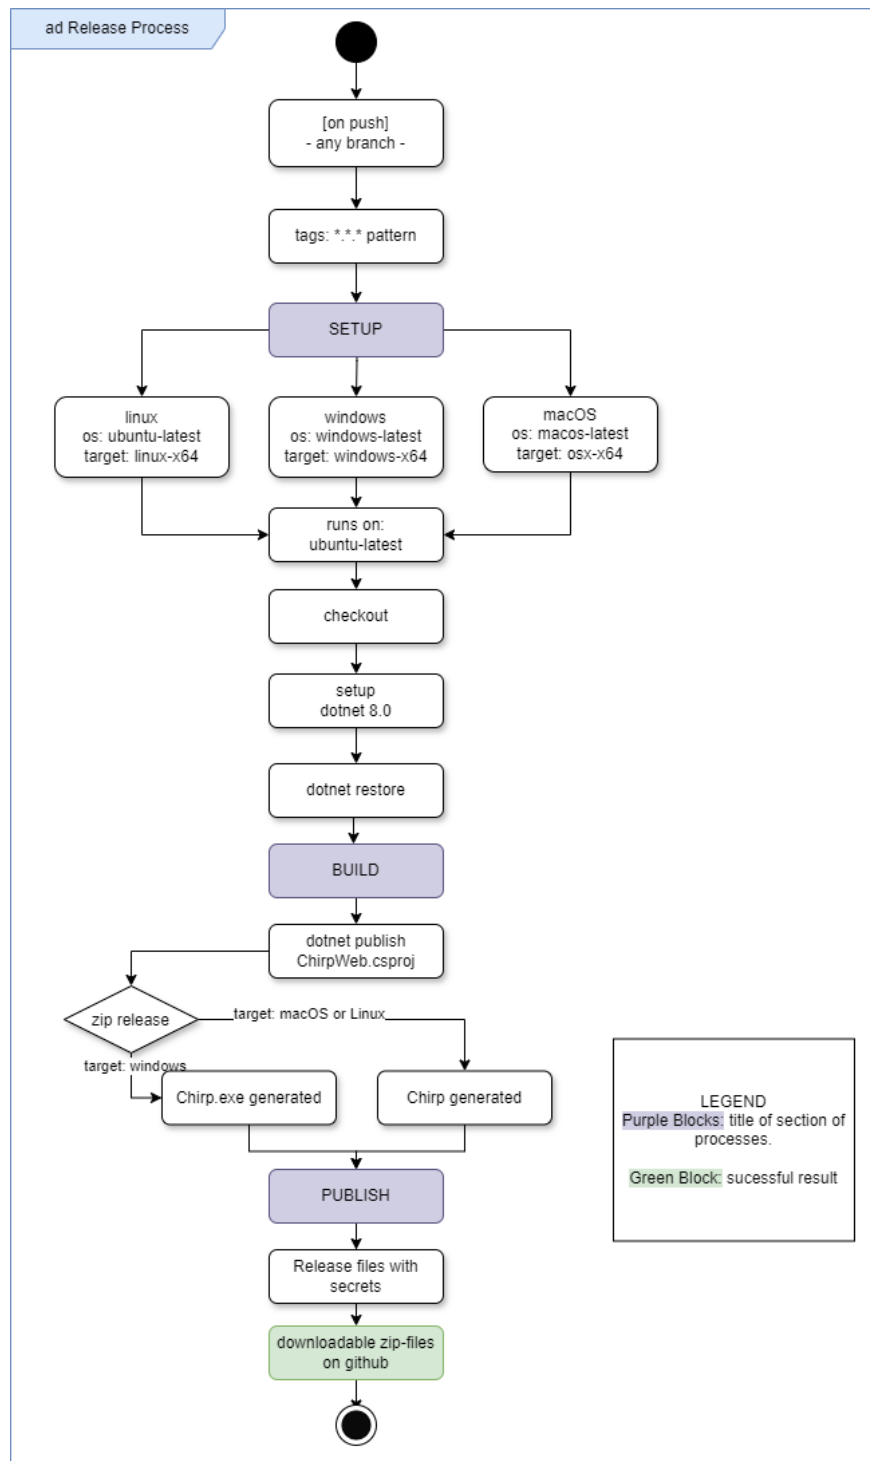 ad Release Process
[on push]
- any branch -
tags: *.*.* pattern
SETUP
linux
os: ubuntu-latest
target: linux-x64
windows
os: windows-latest
target: windows-x64
macOS
os: macos-latest
target: osx-x64
runs on:
ubuntu-latest
checkout
setup
dotnet 8.0
dotnet restore
BUILD
dotnet publish
ChirpWeb.csproj
zip release
target: macOS or Linux
target: windows
Chirp.exe generated
Chirp generated
PUBLISH
Release files with
secrets
downloadable zip-files
on github
LEGEND
Purple Blocks: title of section of
processes.
Green Block: sucessful result